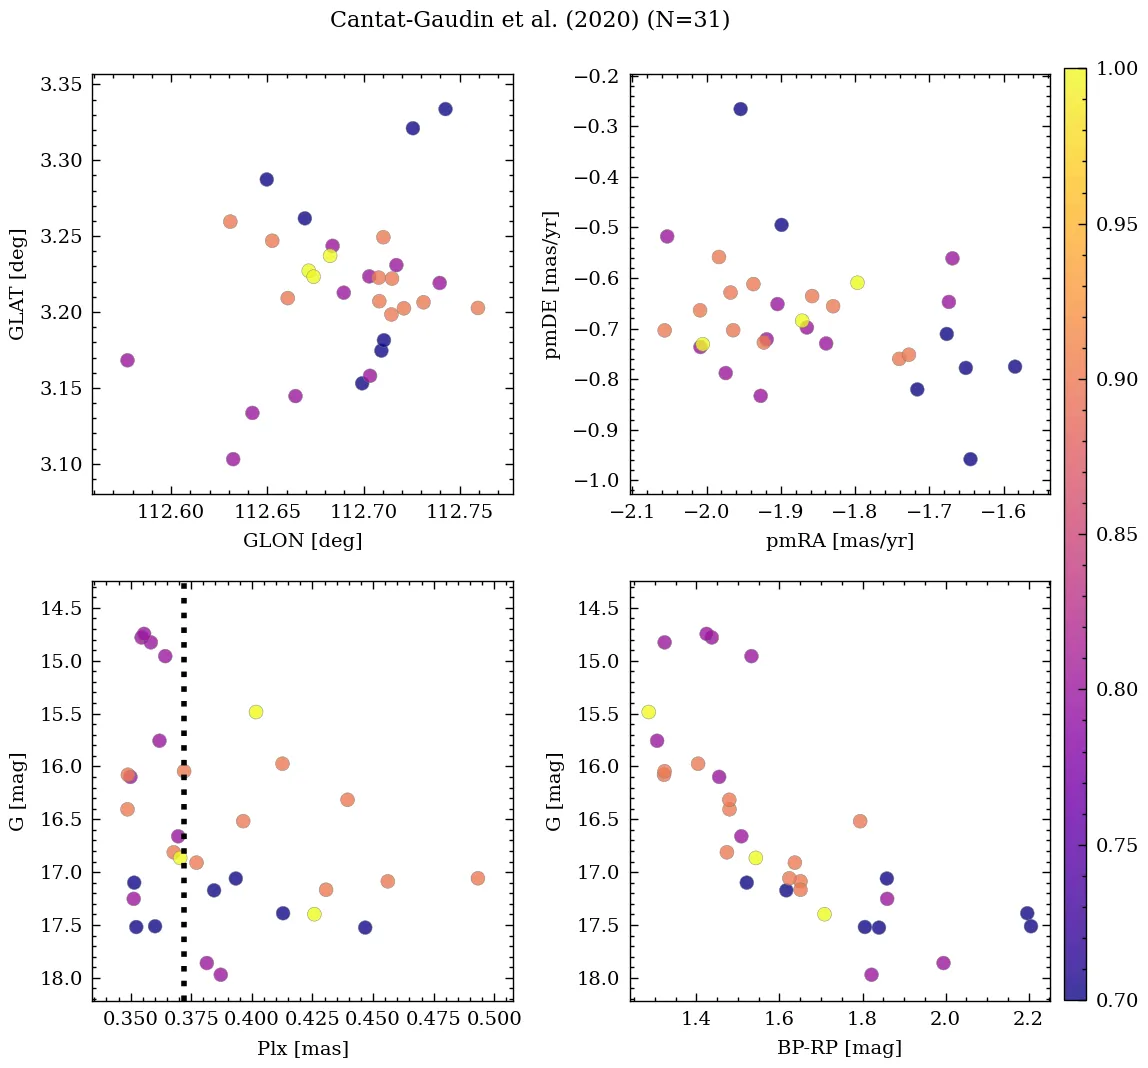 Cantat-Gaudin et al. (2020) (N=31)
3.35
3.30
3.25
3.20
3.15
3.10
GLAT [deg]
112.60 112.65 112.70 112.75
GLON [deg]
−0.2
−0.3
−0.4
−0.5
−0.6
−0.7
−0.8
−0.9
−1.0
pmDE [mas/yr]
−2.1 −2.0 −1.9 −1.8 −1.7 −1.6
pmRA [mas/yr]
14.5
15.0
15.5
16.0
16.5
17.0
17.5
18.0
G [mag]
0.350 0.375 0.400 0.425 0.450 0.475 0.500
Plx [mas]
14.5
15.0
15.5
16.0
16.5
17.0
17.5
18.0
G [mag]
1.4 1.6 1.8 2.0 2.2
BP-RP [mag]
1.00
0.95
0.90
0.85
0.80
0.75
0.70